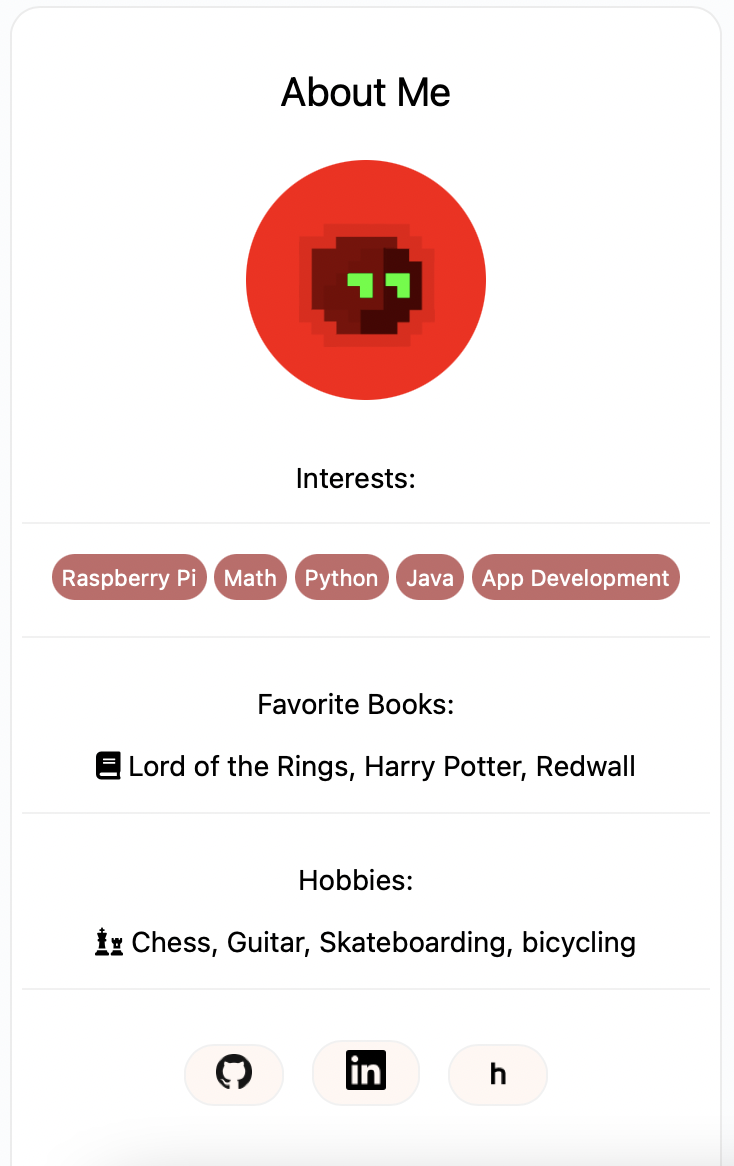 About Me
Interests:
Raspberry Pi Math Python Java App Development
Favorite Books:
Lord of the Rings, Harry Potter, Redwall
Hobbies:
Chess, Guitar, Skateboarding, bicycling
in h